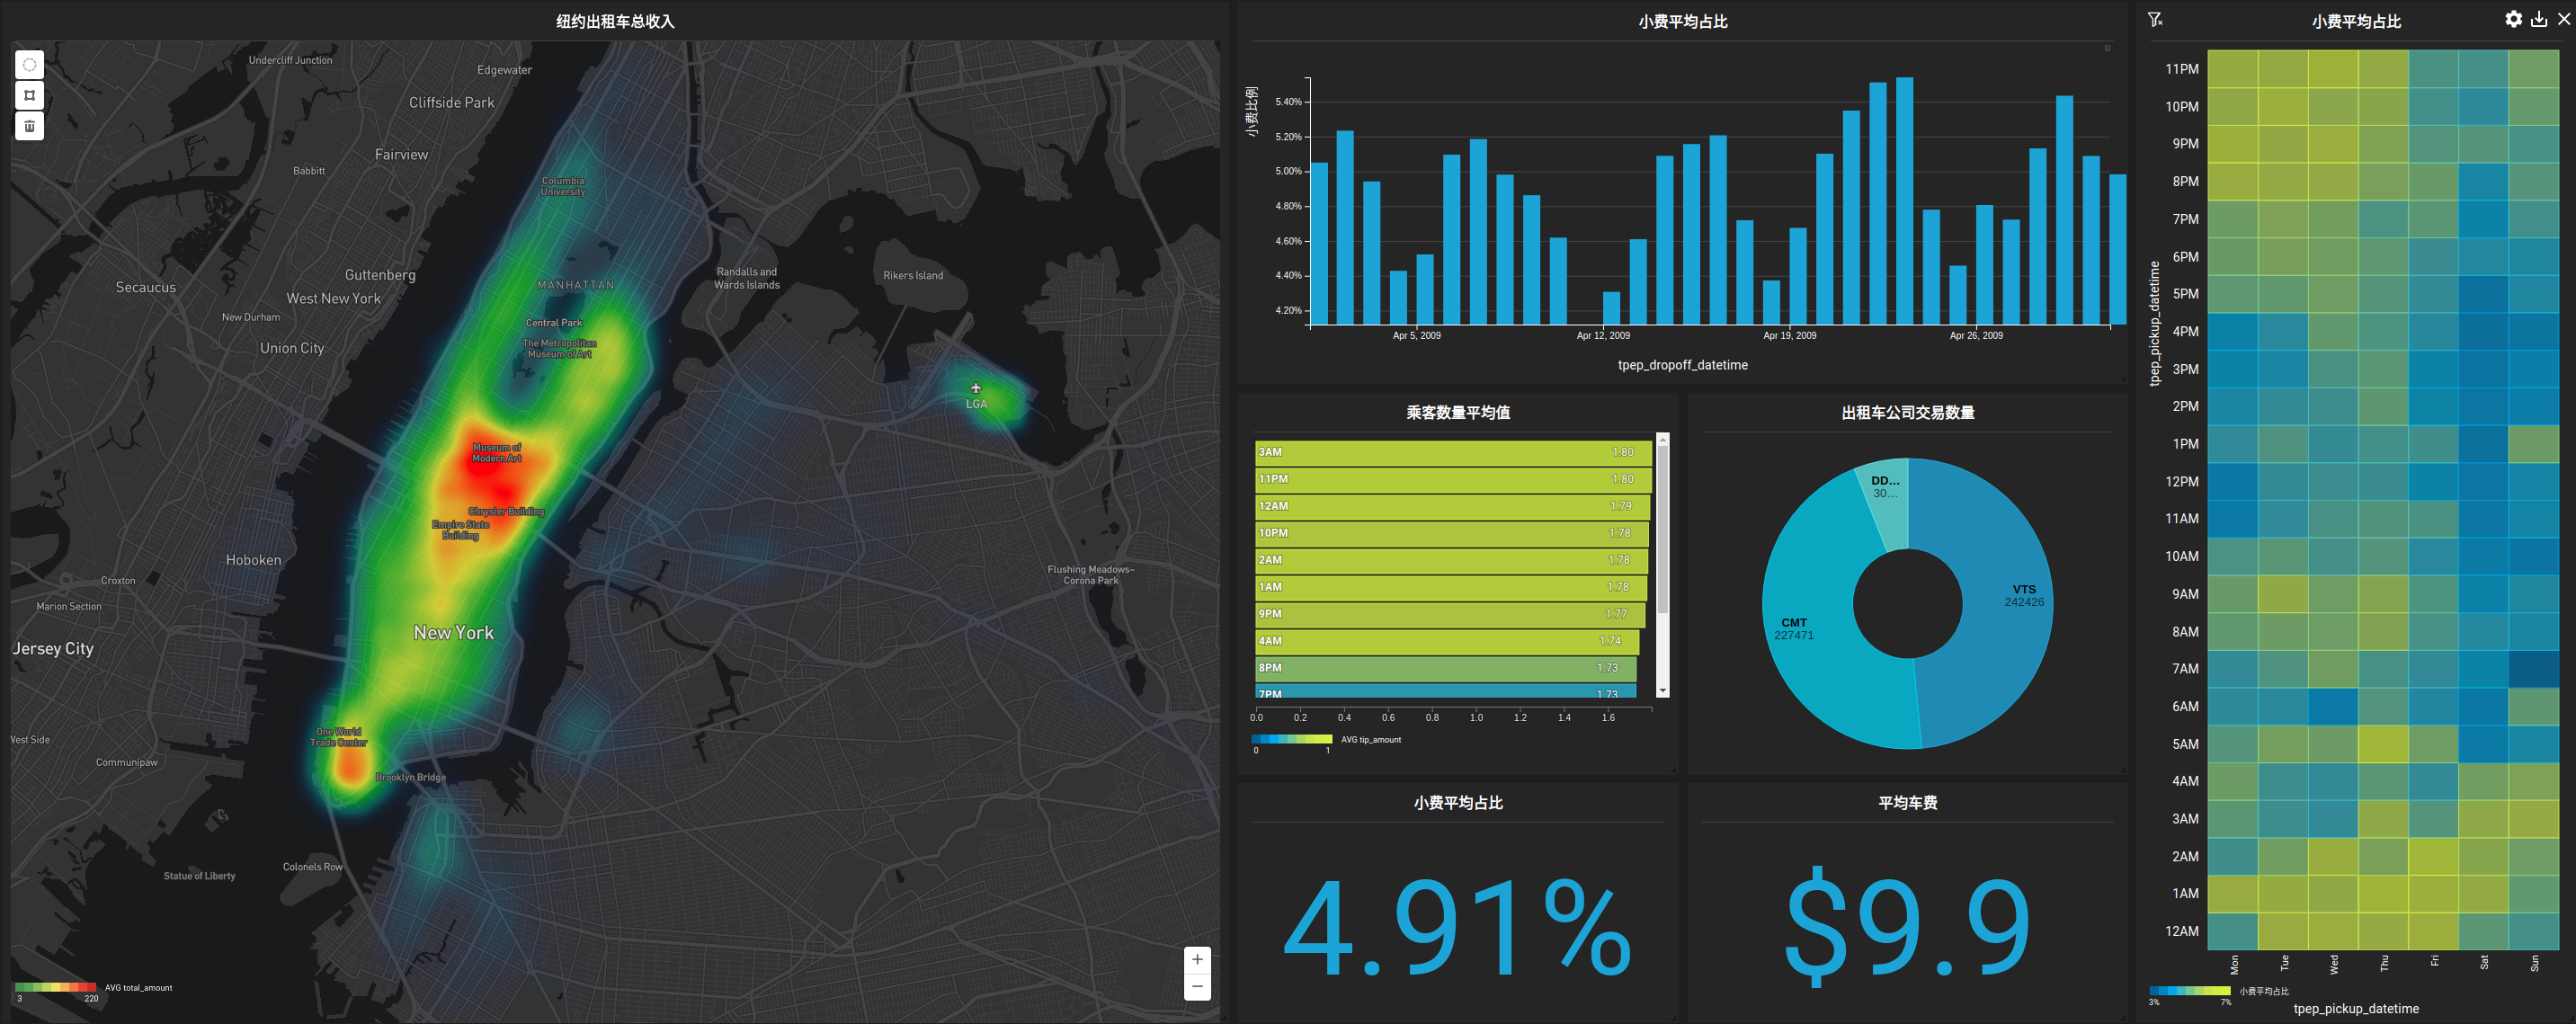 纽约出租车总收入
Undercliff Junction
Edgewater
Cliffside Park
Fairview
Babbitt
Columbia
University
Guttenberg
Secaucus
West New York
New Durham
Union City
MANHATTAN
Randalls and
Wards Islands
Rikers Island
Central Park
The Metropolitan
Museum of Art
LGA
Museum of
Modern Art
Chrysler Building
Empire State
Building
Hoboken
Croxton
Marion Section
Flushing Meadows–
Corona Park
New York
Jersey City
West Side
One World
Trade Center
Communipaw
Brooklyn Bridge
Colonels Row
Statue of Liberty
3
220
AVG total_amount
+
−
小费平均占比
小费比例
5.40%
5.20%
5.00%
4.80%
4.60%
4.40%
4.20%
Apr 5, 2009
Apr 12, 2009
Apr 19, 2009
Apr 26, 2009
tpep_dropoff_datetime
乘客数量平均值
3AM 1.80
11PM 1.80
12AM 1.79
10PM 1.78
2AM 1.78
1AM 1.78
9PM 1.77
4AM 1.74
8PM 1.73
7PM 1.73
0.0 0.2 0.4 0.6 0.8 1.0 1.2 1.4 1.6
0 1
AVG tip_amount
出租车公司交易数量
DD...
30...
VTS
242426
CMT
227471
小费平均占比
4.91%
平均车费
$9.9
小费平均占比
tpep_pickup_datetime
11PM
10PM
9PM
8PM
7PM
6PM
5PM
4PM
3PM
2PM
1PM
12PM
11AM
10AM
9AM
8AM
7AM
6AM
5AM
4AM
3AM
2AM
1AM
12AM
Mon Tue Wed Thu Fri Sat Sun
3% 7%
小费平均占比
tpep_pickup_datetime